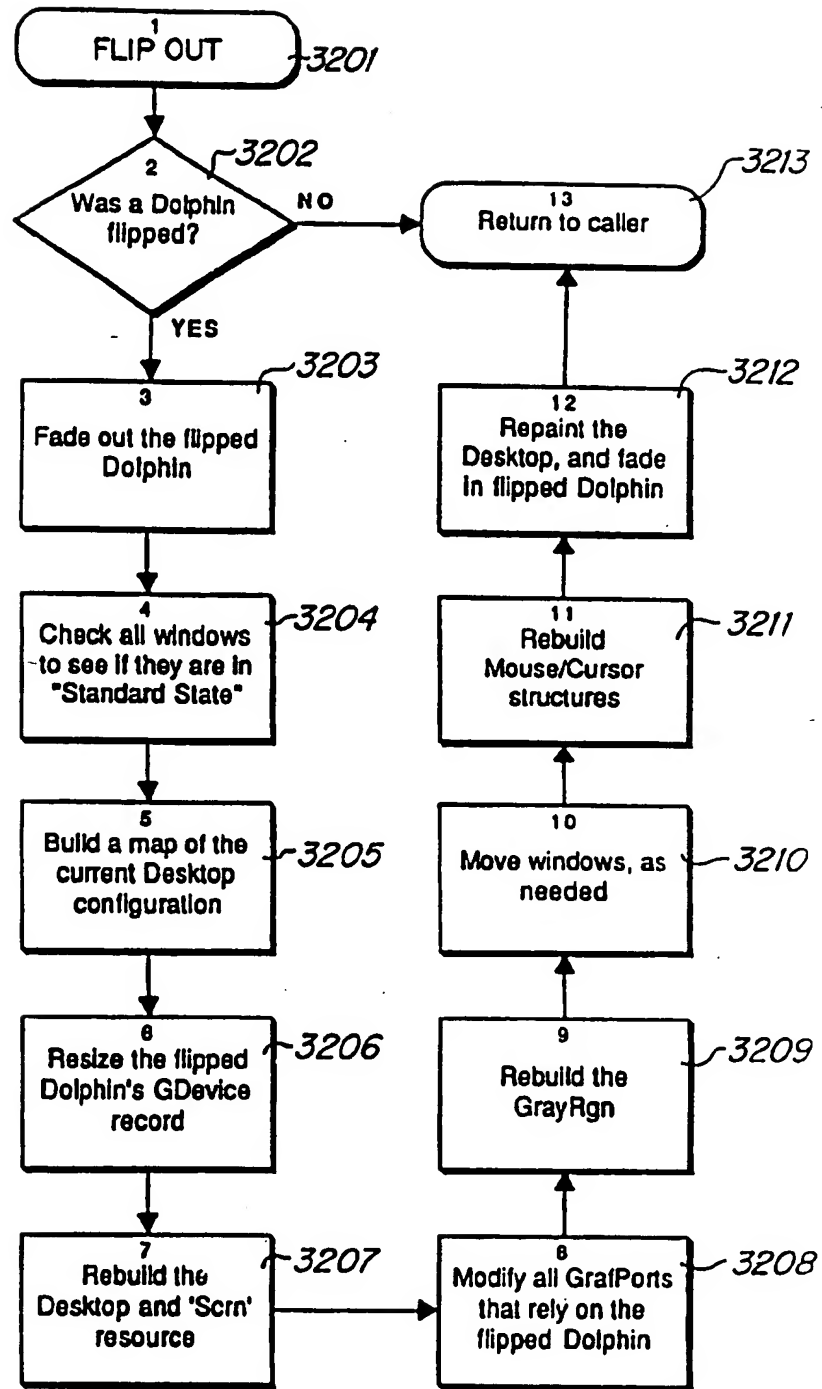 1
FLIP OUT
3201
2
Was a Dolphin
flipped?
3202
NO
YES
13
Return to caller
3213
3
Fade out the flipped
Dolphin
3203
4
Check all windows
to see if they are in
"Standard State"
3204
5
Build a map of the
current Desktop
configuration
3205
6
Resize the flipped
Dolphin's GDevice
record
3206
7
Rebuild the
Desktop and 'Scrn'
resource
3207
8
Modify all GrafPorts
that rely on the
flipped Dolphin
3208
9
Rebuild the
GrayRgn
3209
10
Move windows, as
needed
3210
11
Rebuild
Mouse/Cursor
structures
3211
12
Repaint the
Desktop, and fade
in flipped Dolphin
3212